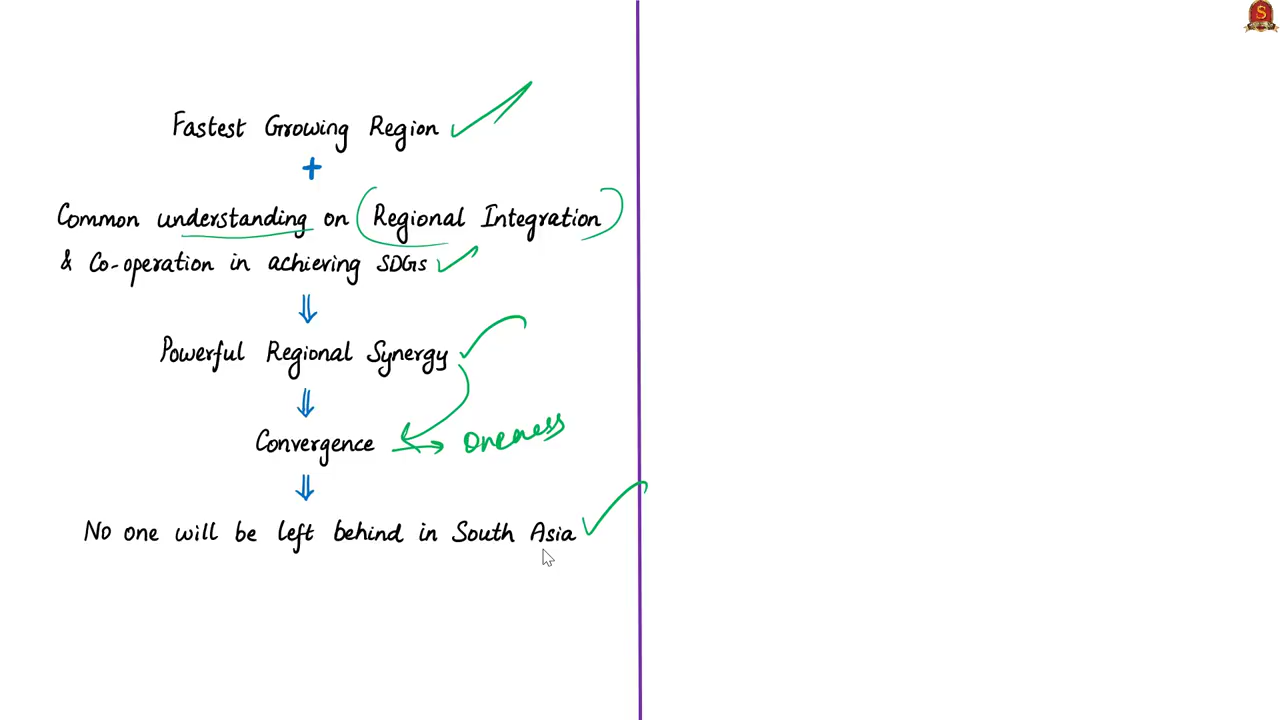 Fastest Growing Region
+
Common understanding on (Regional Integration)
& Co-operation in achieving SDGs
⇓
Powerful Regional Synergy
⇓
Convergence → Oneness
⇓
No one will be left behind in South Asia
S